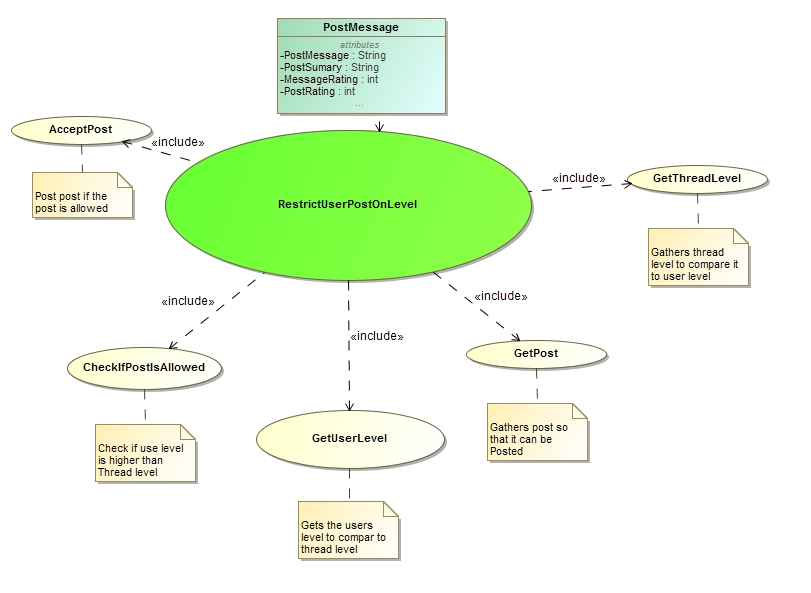 PostMessage
attributes
-PostMessage : String
-PostSumary : String
-MessageRating : int
-PostRating : int
...
AcceptPost
«include»
Post post if the
post is allowed
RestrictUserPostOnLevel
«include»
GetThreadLevel
Gathers thread
level to compare it
to user level
«include»
«include»
«include»
CheckIfPostIsAllowed
Check if use level
is higher than
Thread level
GetUserLevel
Gets the users
level to compar to
thread level
GetPost
Gathers post so
that it can be
Posted